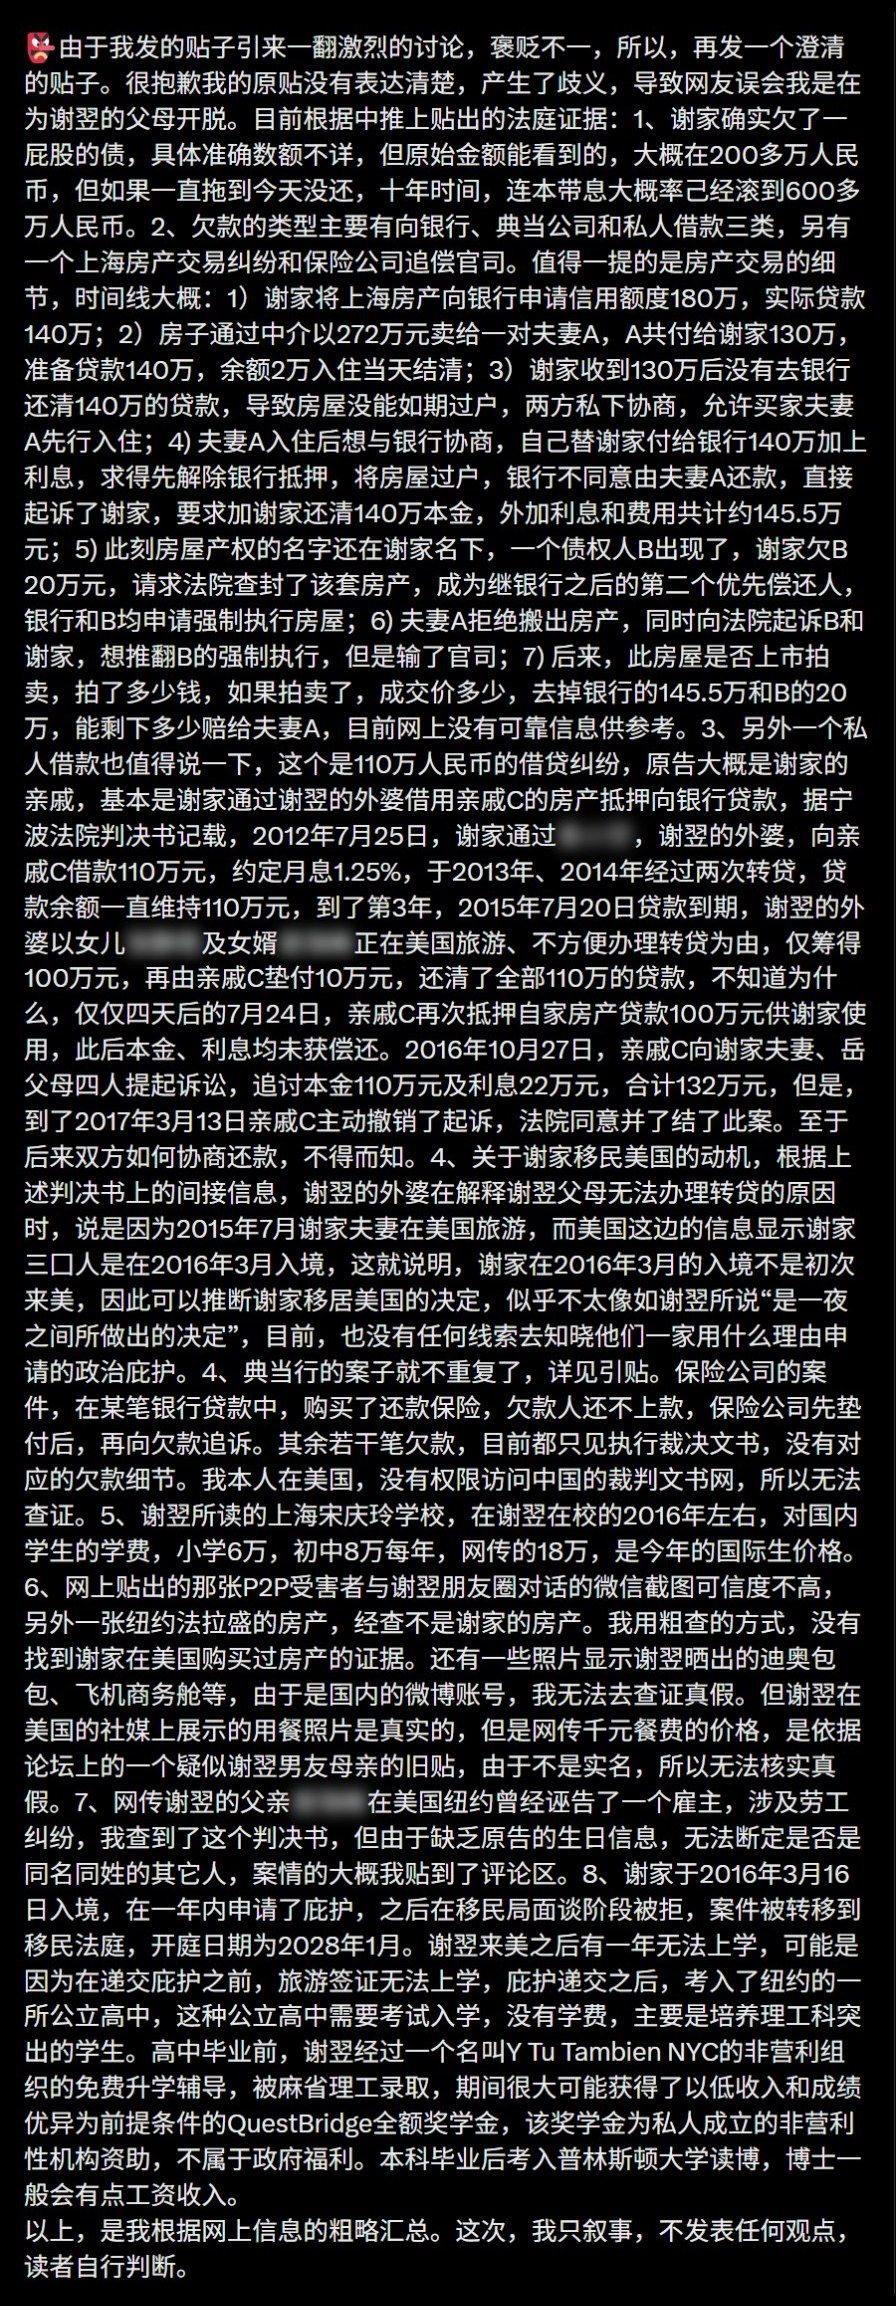 👺由于我发的贴子引来一翻激烈的讨论，褒贬不一，所以，再发一个澄清
的贴子。很抱歉我的原贴没有表达清楚，产生了歧义，导致网友误会我是在
为谢翌的父母开脱。目前根据中推上贴出的法庭证据：1、谢家确实欠了一
屁股的债，具体准确数额不详，但原始金额能看到的，大概在200多万人民
币，但如果一直拖到今天没还，十年时间，连本带息大概率己经滚到600多
万人民币。2、欠款的类型主要有向银行、典当公司和私人借款三类，另有
一个上海房产交易纠纷和保险公司追偿官司。值得一提的是房产交易的细
节，时间线大概：1）谢家将上海房产向银行申请信用额度180万，实际贷款
140万；2）房子通过中介以272万元卖给一对夫妻A，A共付给谢家130万，
准备贷款140万，余额2万入住当天结清；3）谢家收到130万后没有去银行
还清140万的贷款，导致房屋没能如期过户，两方私下协商，允许买家夫妻
A先行入住；4) 夫妻A入住后想与银行协商，自己替谢家付给银行140万加上
利息，求得先解除银行抵押，将房屋过户，银行不同意由夫妻A还款，直接
起诉了谢家，要求加谢家还清140万本金，外加利息和费用共计约145.5万
元；5) 此刻房屋产权的名字还在谢家名下，一个债权人B出现了，谢家欠B
20万元，请求法院查封了该套房产，成为继银行之后的第二个优先偿还人，
银行和B均申请强制执行房屋；6) 夫妻A拒绝搬出房产，同时向法院起诉B和
谢家，想推翻B的强制执行，但是输了官司；7) 后来，此房屋是否上市拍
卖，拍了多少钱，如果拍卖了，成交价多少，去掉银行的145.5万和B的20
万，能剩下多少赔给夫妻A，目前网上没有可靠信息供参考。3、另外一个私
人借款也值得说一下，这个是110万人民币的借贷纠纷，原告大概是谢家的
亲戚，基本是谢家通过谢翌的外婆借用亲戚C的房产抵押向银行贷款，据宁
波法院判决书记载，2012年7月25日，谢家通过，谢翌的外婆，向亲
戚C借款110万元，约定月息1.25%，于2013年、2014年经过两次转贷，贷
款余额一直维持110万元，到了第3年，2015年7月20日贷款到期，谢翌的外
婆以女儿及女婿正在美国旅游、不方便办理转贷为由，仅筹得
100万元，再由亲戚C垫付10万元，还清了全部110万的贷款，不知道为什
么，仅仅四天后的7月24日，亲戚C再次抵押自家房产贷款100万元供谢家使
用，此后本金、利息均未获偿还。2016年10月27日，亲戚C向谢家夫妻、岳
父母四人提起诉讼，追讨本金110万元及利息22万元，合计132万元，但是，
到了2017年3月13日亲戚C主动撤销了起诉，法院同意并了结了此案。至于
后来双方如何协商还款，不得而知。4、关于谢家移民美国的动机，根据上
述判决书上的间接信息，谢翌的外婆在解释谢翌父母无法办理转贷的原因
时，说是因为2015年7月谢家夫妻在美国旅游，而美国这边的信息显示谢家
三口人是在2016年3月入境，这就说明，谢家在2016年3月的入境不是初次
来美，因此可以推断谢家移居美国的决定，似乎不太像如谢翌所说“是一夜
之间所做出的决定”，目前，也没有任何线索去知晓他们一家用什么理由申
请的政治庇护。4、典当行的案子就不重复了，详见引贴。保险公司的案
件，在某笔银行贷款中，购买了还款保险，欠款人还不上款，保险公司先垫
付后，再向欠款追诉。其余若干笔欠款，目前都只见执行裁决文书，没有对
应的欠款细节。我本人在美国，没有权限访问中国的裁判文书网，所以无法
查证。5、谢翌所读的上海宋庆玲学校，在谢翌在校的2016年左右，对国内
学生的学费，小学6万，初中8万每年，网传的18万，是今年的国际生价格。
6、网上贴出的那张P2P受害者与谢翌朋友圈对话的微信截图可信度不高，
另外一张纽约法拉盛的房产，经查不是谢家的房产。我用粗查的方式，没有
找到谢家在美国购买过房产的证据。还有一些照片显示谢翌晒出的迪奥包
包、飞机商务舱等，由于是国内的微博账号，我无法去查证真假。但谢翌在
美国的社媒上展示的用餐照片是真实的，但是网传千元餐费的价格，是依据
论坛上的一个疑似谢翌男友母亲的旧贴，由于不是实名，所以无法核实真
假。7、网传谢翌的父亲在美国纽约曾经诬告了一个雇主，涉及劳工
纠纷，我查到了这个判决书，但由于缺乏原告的生日信息，无法断定是否是
同名同姓的其它人，案情的大概我贴到了评论区。8、谢家于2016年3月16
日入境，在一年内申请了庇护，之后在移民局面谈阶段被拒，案件被转移到
移民法庭，开庭日期为2028年1月。谢翌来美之后有一年无法上学，可能是
因为在递交庇护之前，旅游签证无法上学，庇护递交之后，考入了纽约的一
所公立高中，这种公立高中需要考试入学，没有学费，主要是培养理工科突
出的学生。高中毕业前，谢翌经过一个名叫Y Tu Tambien NYC的非营利组
织的免费升学辅导，被麻省理工录取，期间很大可能获得了以低收入和成绩
优异为前提条件的QuestBridge全额奖学金，该奖学金为私人成立的非营利
性机构资助，不属于政府福利。本科毕业后考入普林斯顿大学读博，博士一
般会有点工资收入。
以上，是我根据网上信息的粗略汇总。这次，我只叙事，不发表任何观点，
读者自行判断。